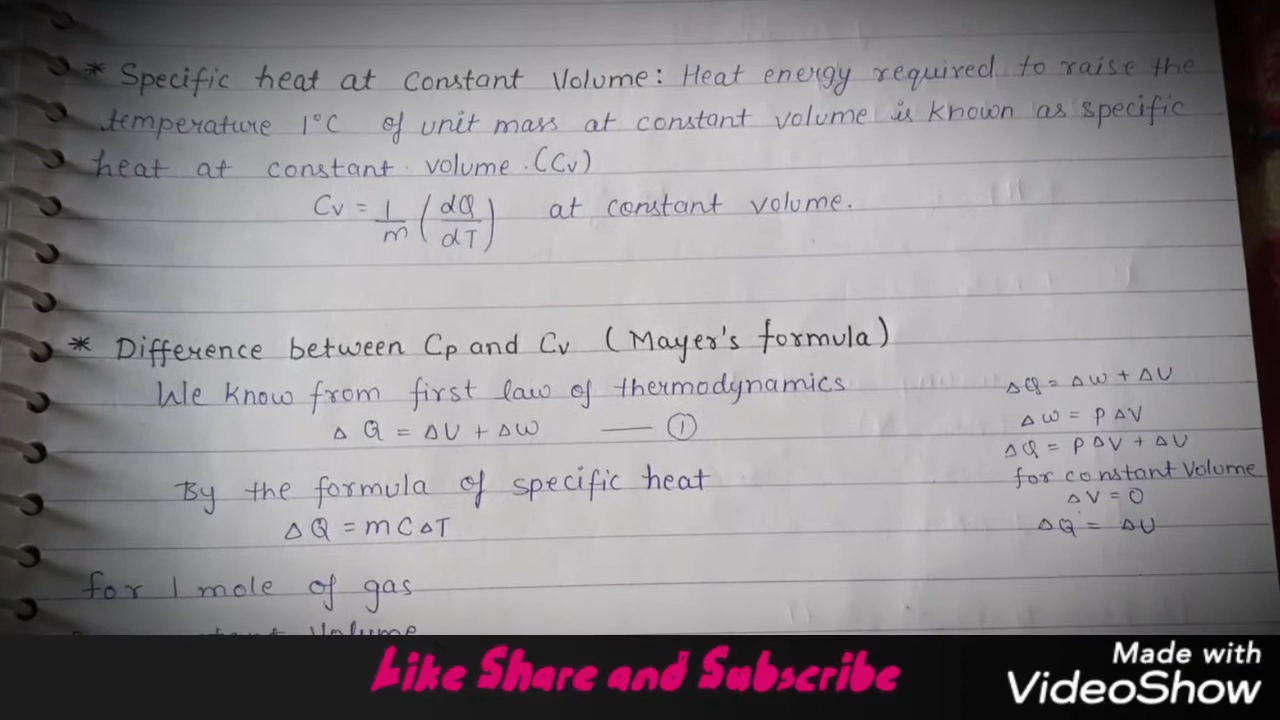 * Specific heat at Constant Volume: Heat energy required to raise the
temperature 1°C of unit mass at constant volume is known as specific
heat at constant volume. (Cv)
Cv = 1/m (dQ/dT) at constant volume.
* Difference between Cp and Cv (Mayer's formula)
We know from first law of thermodynamics
Δ Q = ΔU + ΔW —— ①
By the formula of specific heat
ΔQ = mCΔT
for 1 mole of gas
Volume
ΔQ = ΔW + ΔU
ΔW = PΔV
ΔQ = PΔV + ΔU
for constant Volume
ΔV = 0
ΔQ = ΔU
Like Share and Subscribe
Made with
VideoShow